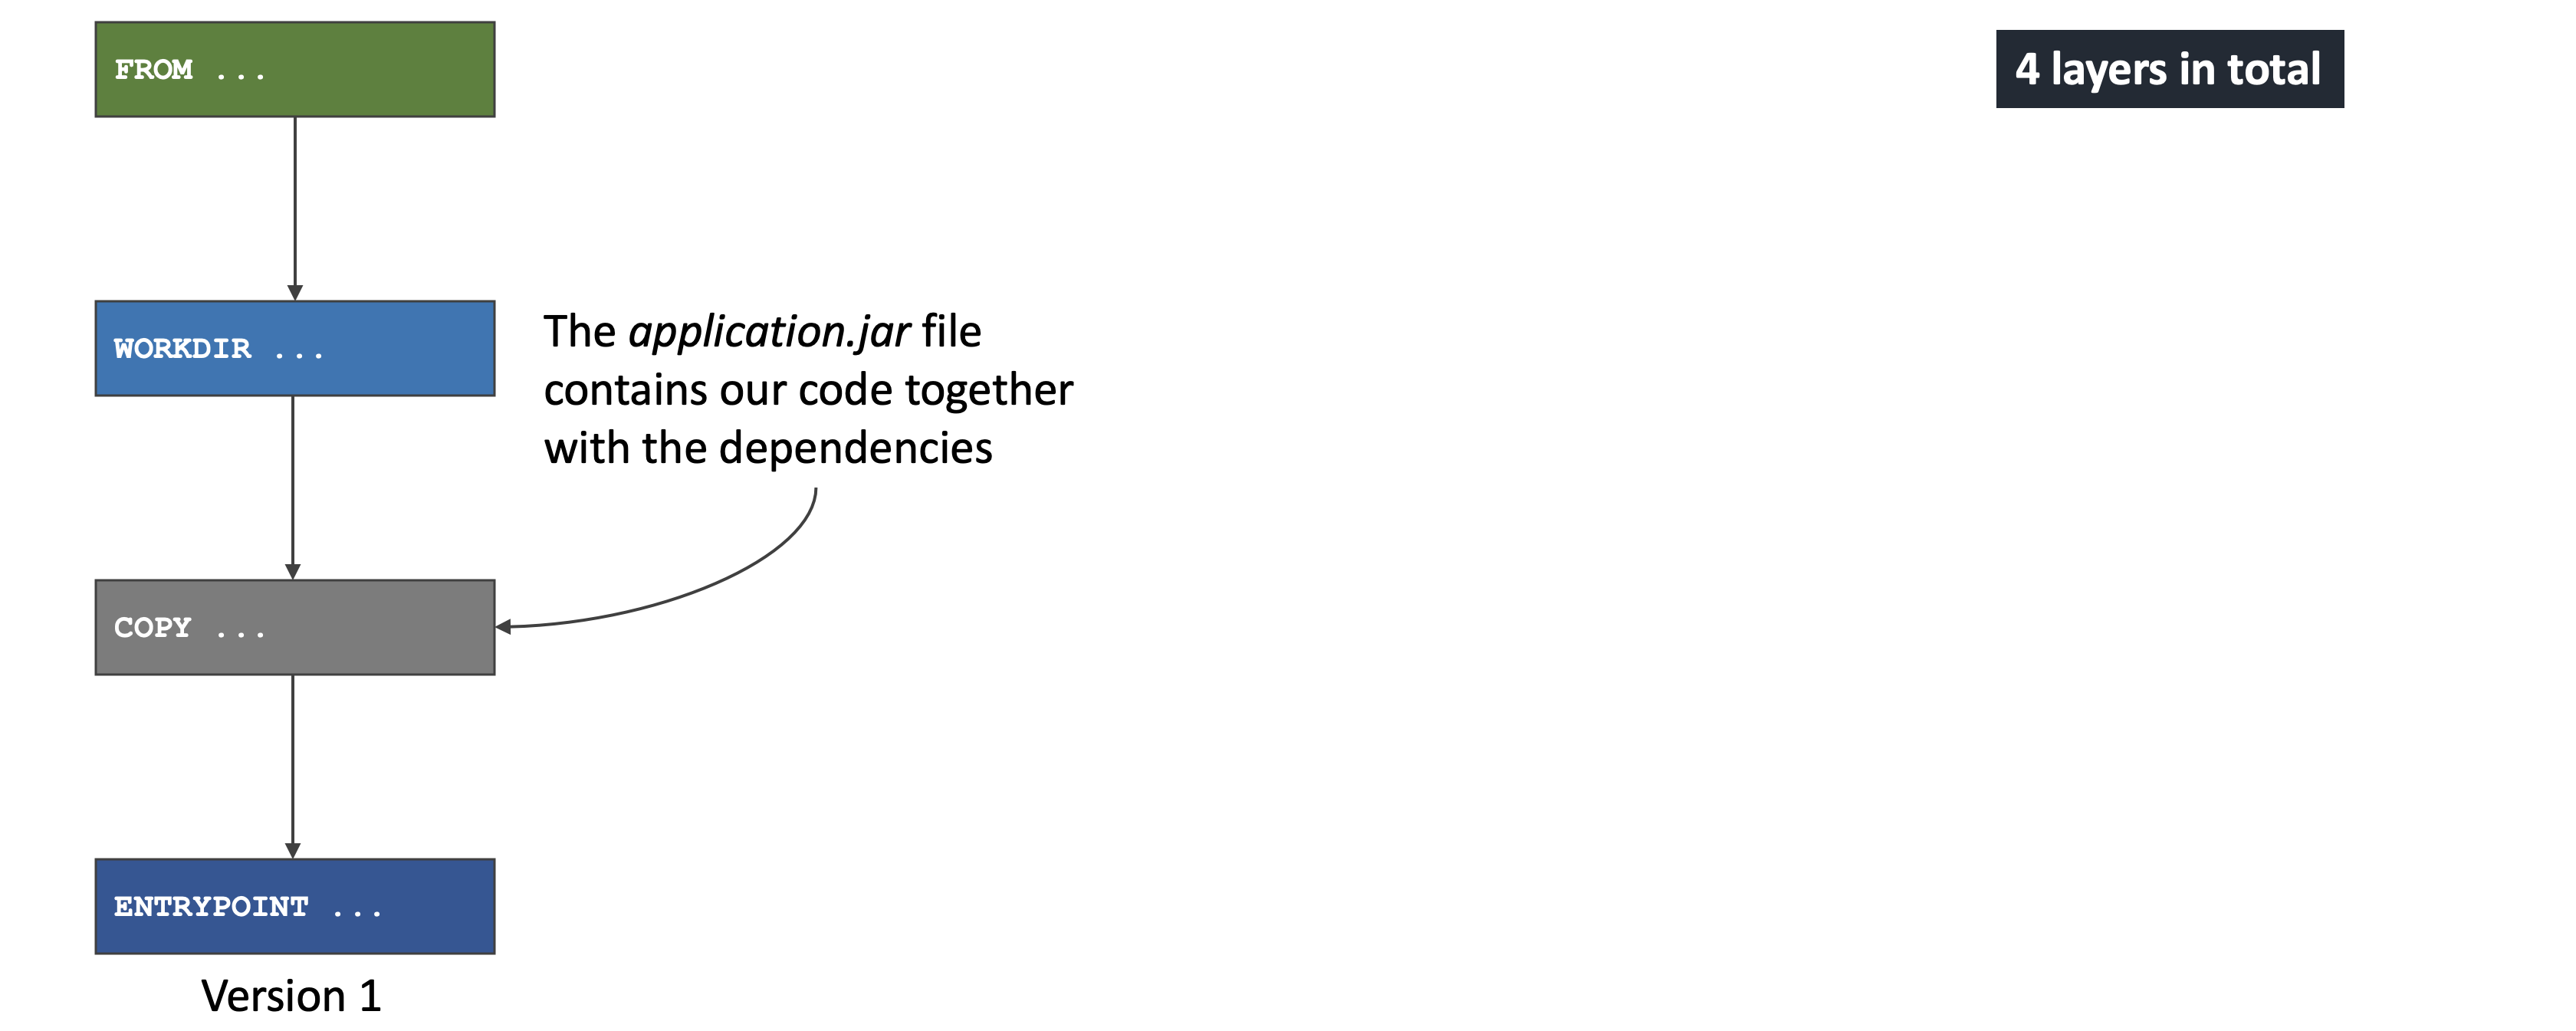 FROM ...
4 layers in total
WORKDIR ...
The application.jar file
contains our code together
with the dependencies
COPY ...
ENTRYPOINT ...
Version 1